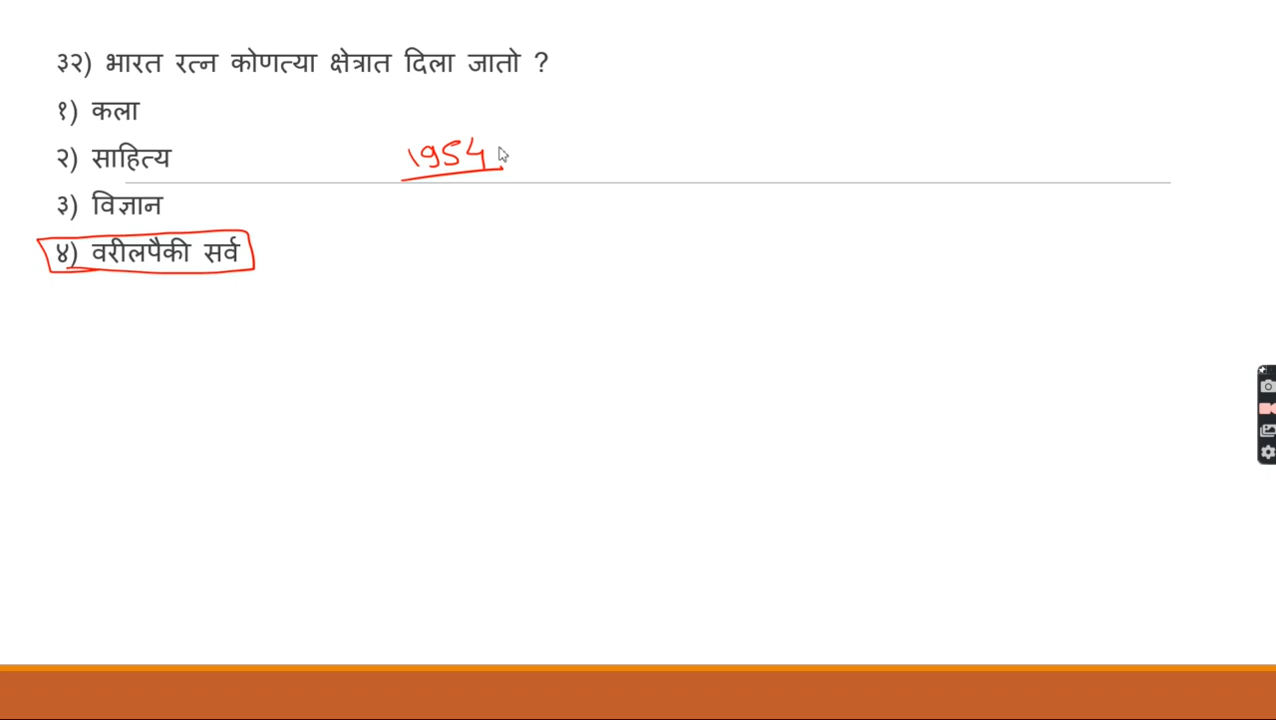 ३२) भारत रत्न कोणत्या क्षेत्रात दिला जातो ?
१) कला
२) साहित्य
1954
३) विज्ञान
४) वरीलपैकी सर्व